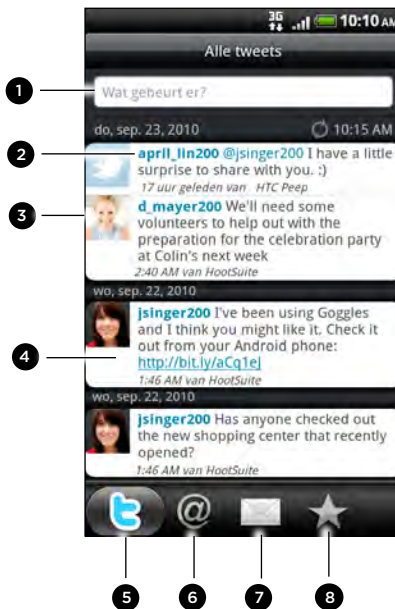 3G 10:10 AM
Alle tweets
1
Wat gebeurt er?
do, sep. 23, 2010 10:15 AM
2
april_lin200 @jsinger200 I have a little
surprise to share with you. :)
17 uur geleden van HTC Peep
3
d_mayer200 We'll need some
volunteers to help out with the
preparation for the celebration party
at Colin's next week
2:40 AM van HootSuite
wo, sep. 22, 2010
jsinger200 I've been using Goggles
and I think you might like it. Check it
4
out from your Android phone:
http://bit.ly/aCq1eJ
1:46 AM van HootSuite
wo, sep. 22, 2010
jsinger200 Has anyone checked out
the new shopping center that recently
opened?
1:46 AM van HootSuite
t @
5 6 7 8